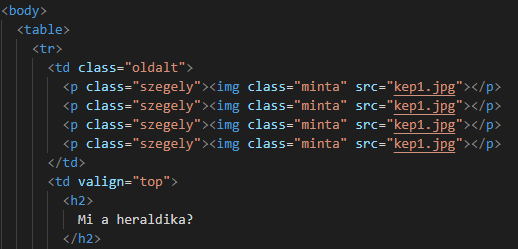 <body>
<table>
<tr>
<td class="oldalt">
<p class="szegely"><img class="minta" src="kep1.jpg"></p>
<p class="szegely"><img class="minta" src="kep1.jpg"></p>
<p class="szegely"><img class="minta" src="kep1.jpg"></p>
<p class="szegely"><img class="minta" src="kep1.jpg"></p>
</td>
<td valign="top">
<h2>
Mi a heraldika?
</h2>